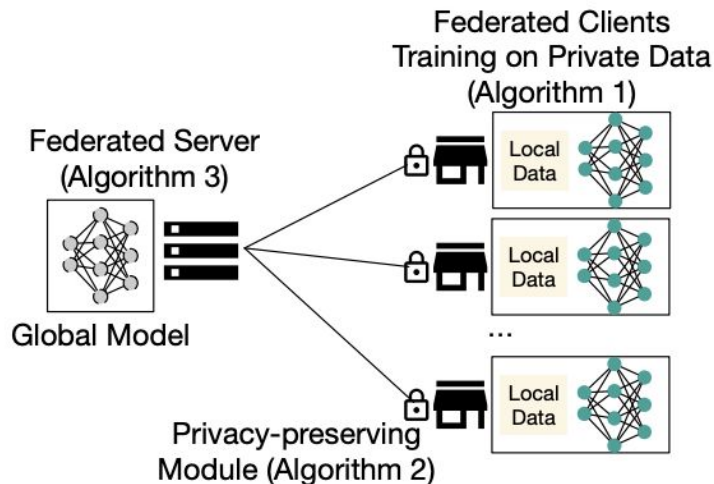 Federated Clients
Training on Private Data
(Algorithm 1)
Federated Server
(Algorithm 3)
Global Model
Local
Data
Local
Data
...
Local
Data
Privacy-preserving
Module (Algorithm 2)